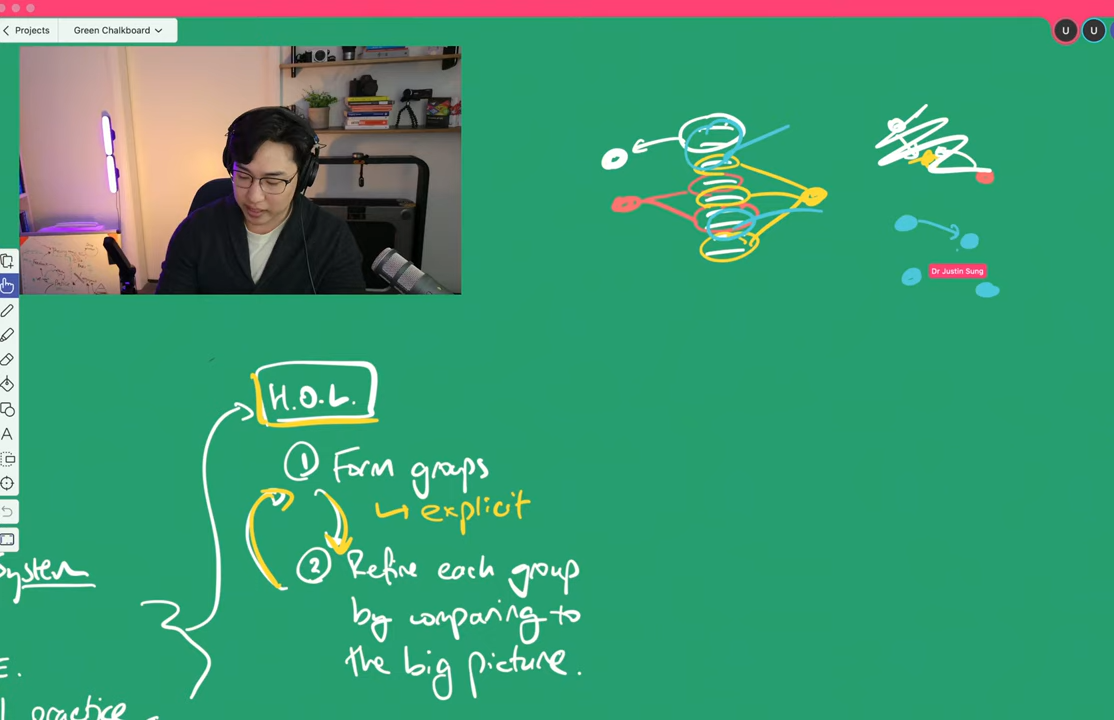 Projects
Green Chalkboard
U
U
Dr Justin Sung
H.O.L.
1 Form groups
↳ explicit
2 Refine each group
by comparing to
the big picture.
System
E.
practice